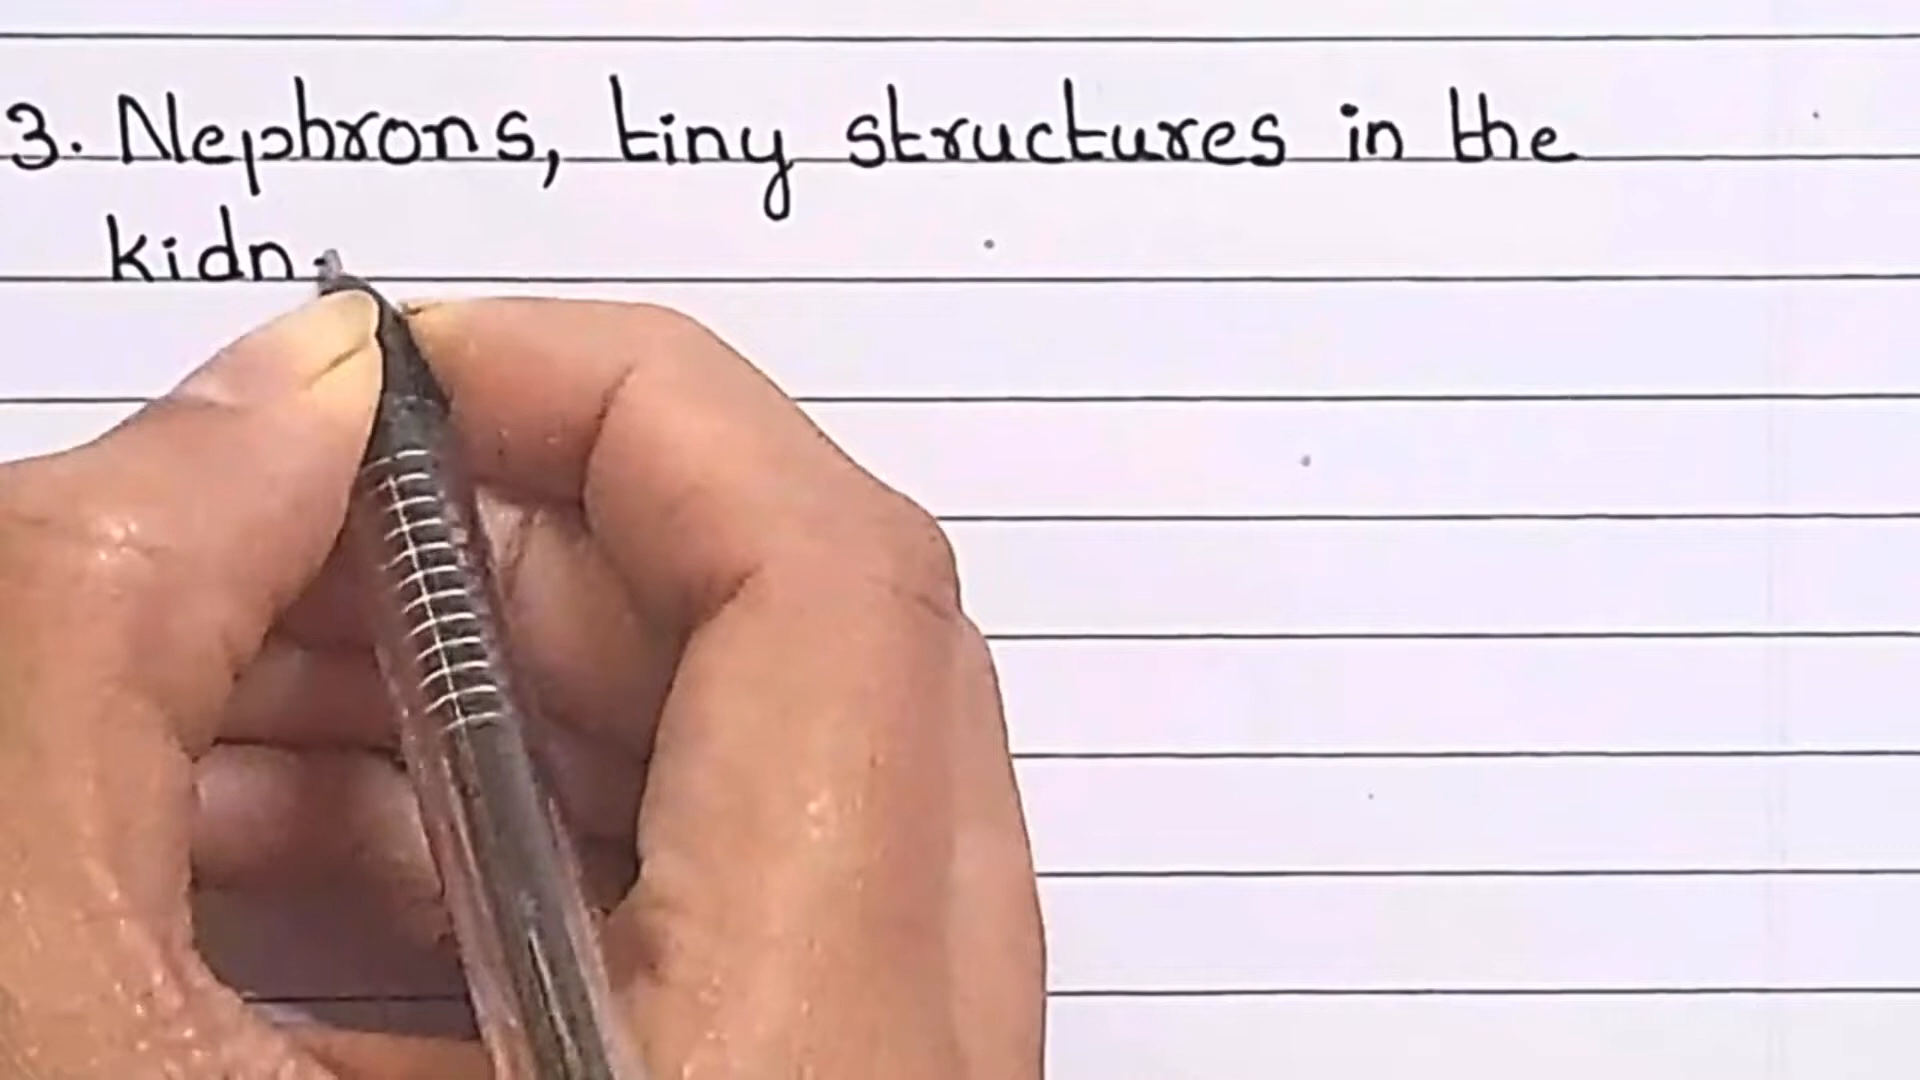 3. Nephrons, tiny structures in the
kidn